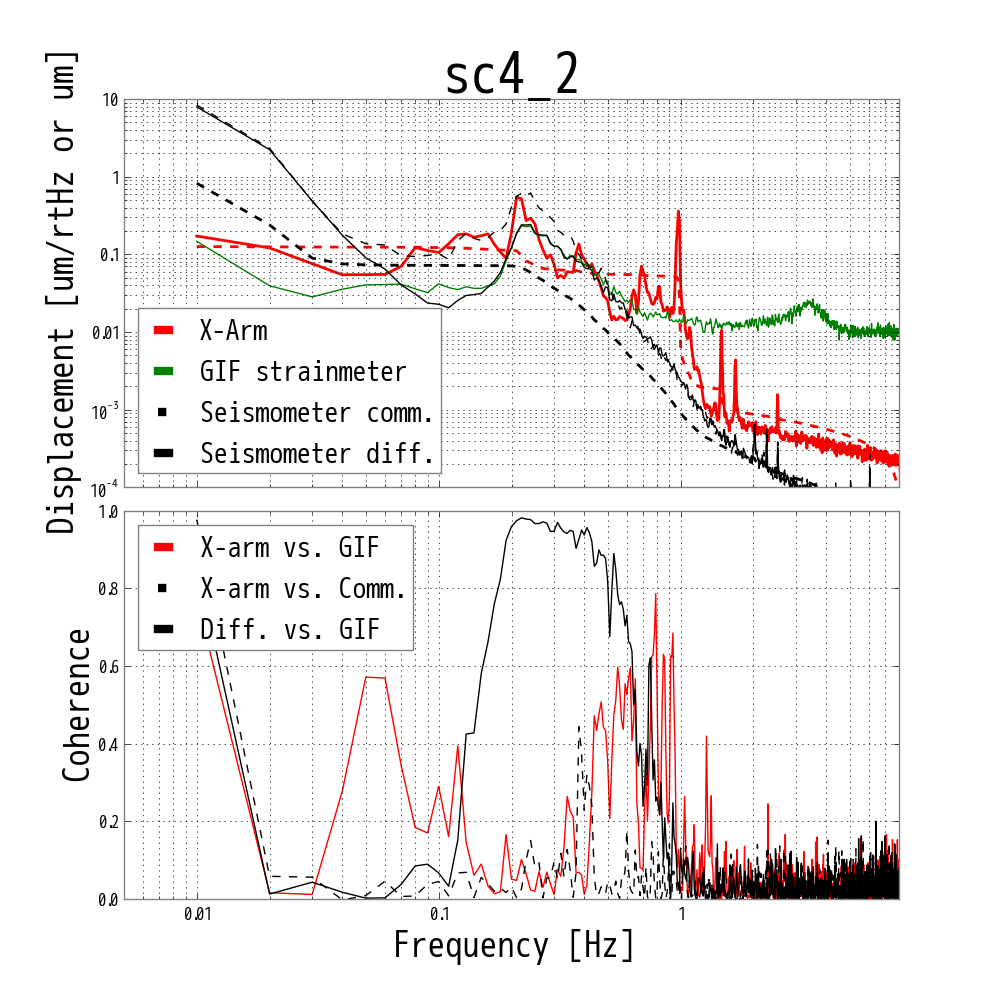 sc4_2
Displacement [um/rtHz or um]
10
1
0.1
0.01
10⁻³
10⁻⁴
X-Arm
GIF strainmeter
Seismometer comm.
Seismometer diff.
Coherence
1.0
0.8
0.6
0.4
0.2
0.0
X-arm vs. GIF
X-arm vs. Comm.
Diff. vs. GIF
0.01
0.1
1
Frequency [Hz]